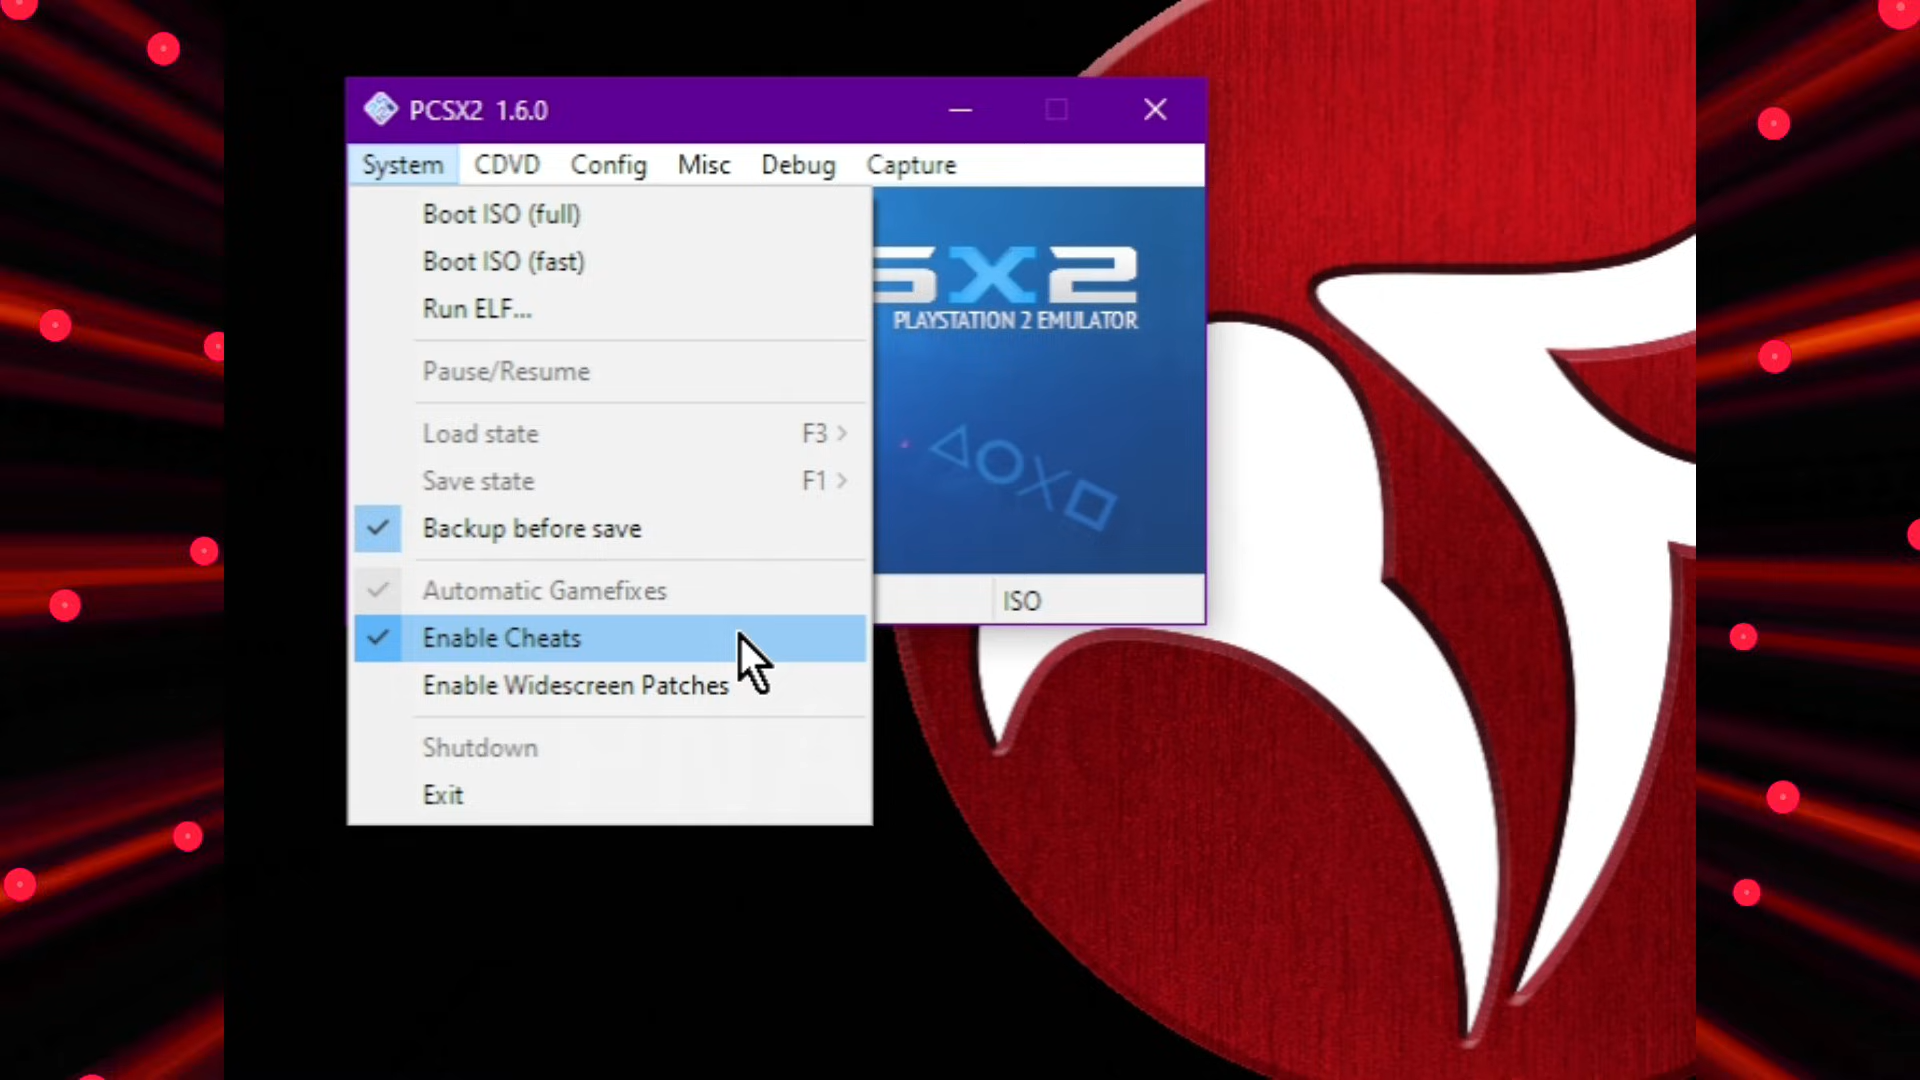 PCSX2 1.6.0
System CDVD Config Misc Debug Capture
Boot ISO (full)
Boot ISO (fast)
Run ELF...
Pause/Resume
Load state F3
Save state F1
Backup before save
Automatic Gamefixes
Enable Cheats
Enable Widescreen Patches
Shutdown
Exit
SX2
PLAYSTATION 2 EMULATOR
ISO